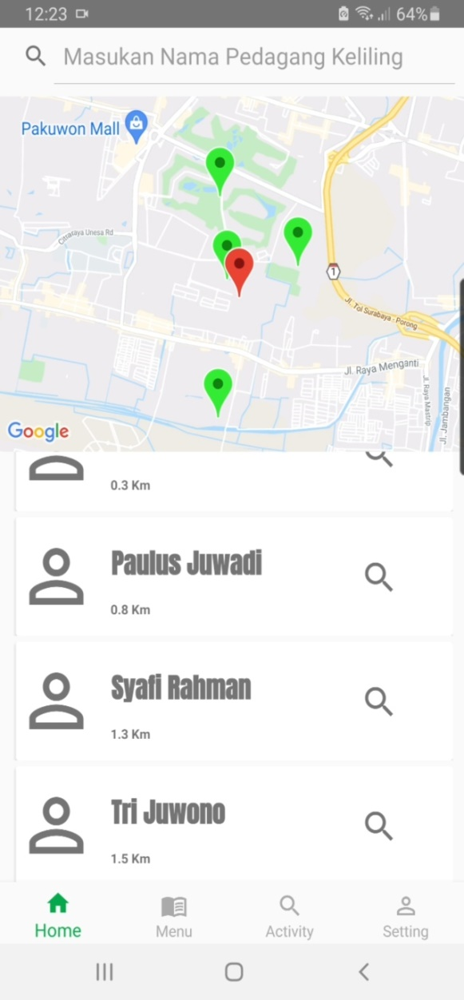 12:23
64%
Masukan Nama Pedagang Keliling
Pakuwon Mall
Citraraya Unesa Rd
1
Jl. Tol Surabaya - Porong
Jl. Raya Menganti
Jl. Raya Mastrip
Jl. Jambangan
Google
0.3 Km
Paulus Juwadi
0.8 Km
Syafi Rahman
1.3 Km
Tri Juwono
1.5 Km
Home
Menu
Activity
Setting